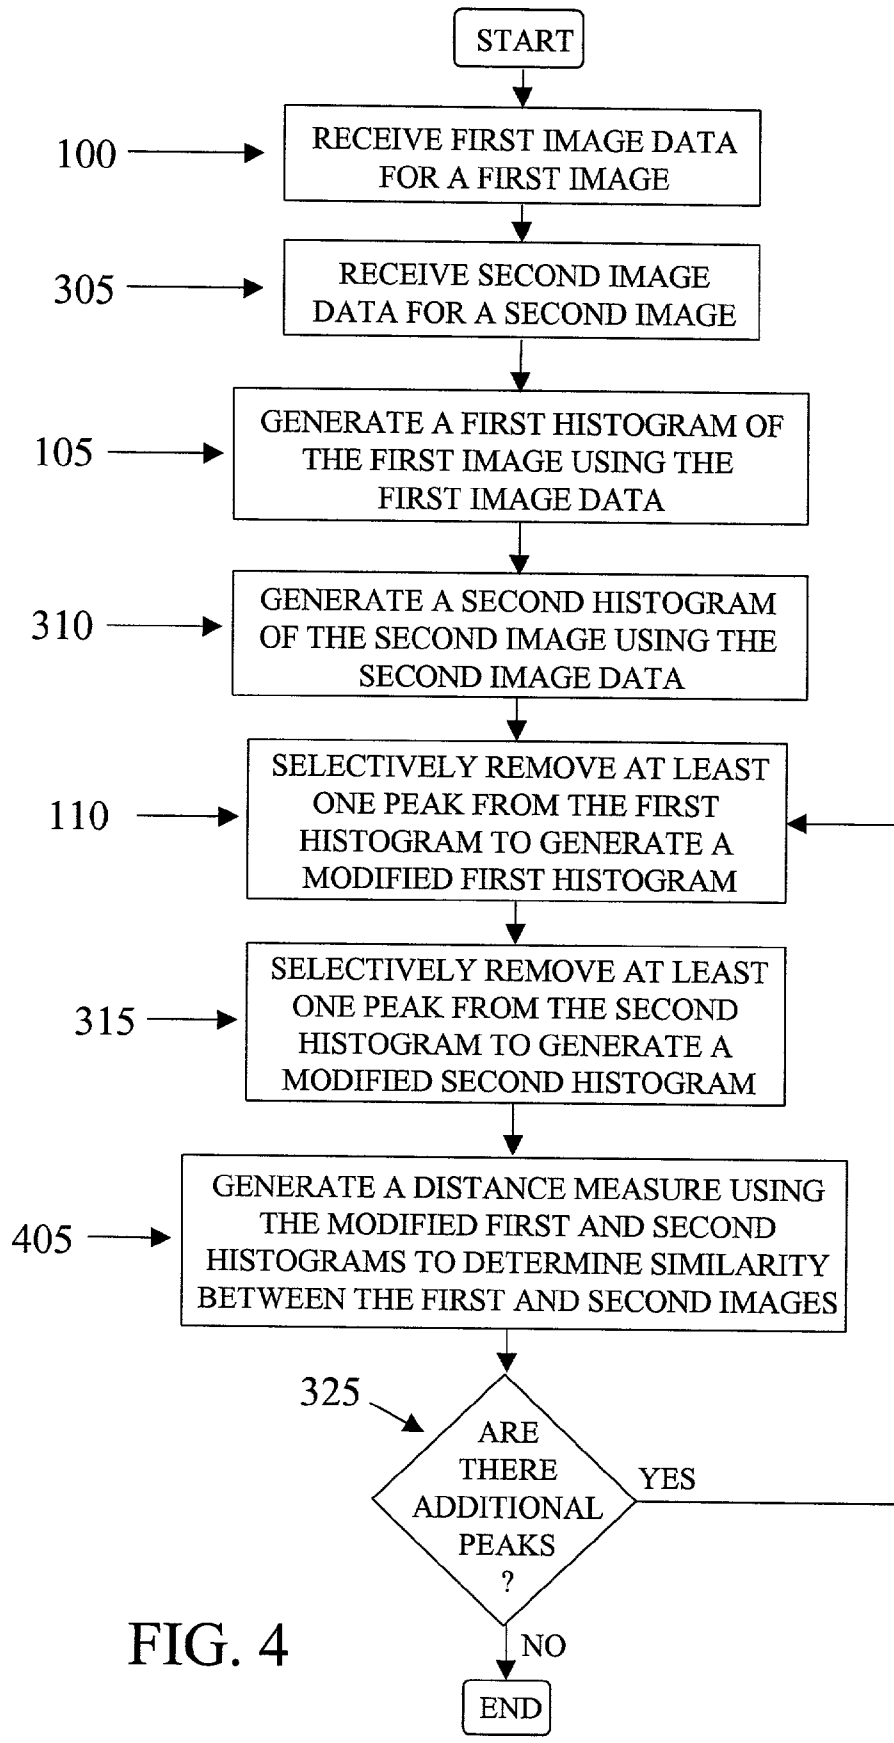 START
100
RECEIVE FIRST IMAGE DATA
FOR A FIRST IMAGE
305
RECEIVE SECOND IMAGE
DATA FOR A SECOND IMAGE
105
GENERATE A FIRST HISTOGRAM OF
THE FIRST IMAGE USING THE
FIRST IMAGE DATA
310
GENERATE A SECOND HISTOGRAM
OF THE SECOND IMAGE USING THE
SECOND IMAGE DATA
110
SELECTIVELY REMOVE AT LEAST
ONE PEAK FROM THE FIRST
HISTOGRAM TO GENERATE A
MODIFIED FIRST HISTOGRAM
315
SELECTIVELY REMOVE AT LEAST
ONE PEAK FROM THE SECOND
HISTOGRAM TO GENERATE A
MODIFIED SECOND HISTOGRAM
405
GENERATE A DISTANCE MEASURE USING
THE MODIFIED FIRST AND SECOND
HISTOGRAMS TO DETERMINE SIMILARITY
BETWEEN THE FIRST AND SECOND IMAGES
325
ARE
THERE
ADDITIONAL
PEAKS
?
YES
NO
END
FIG. 4